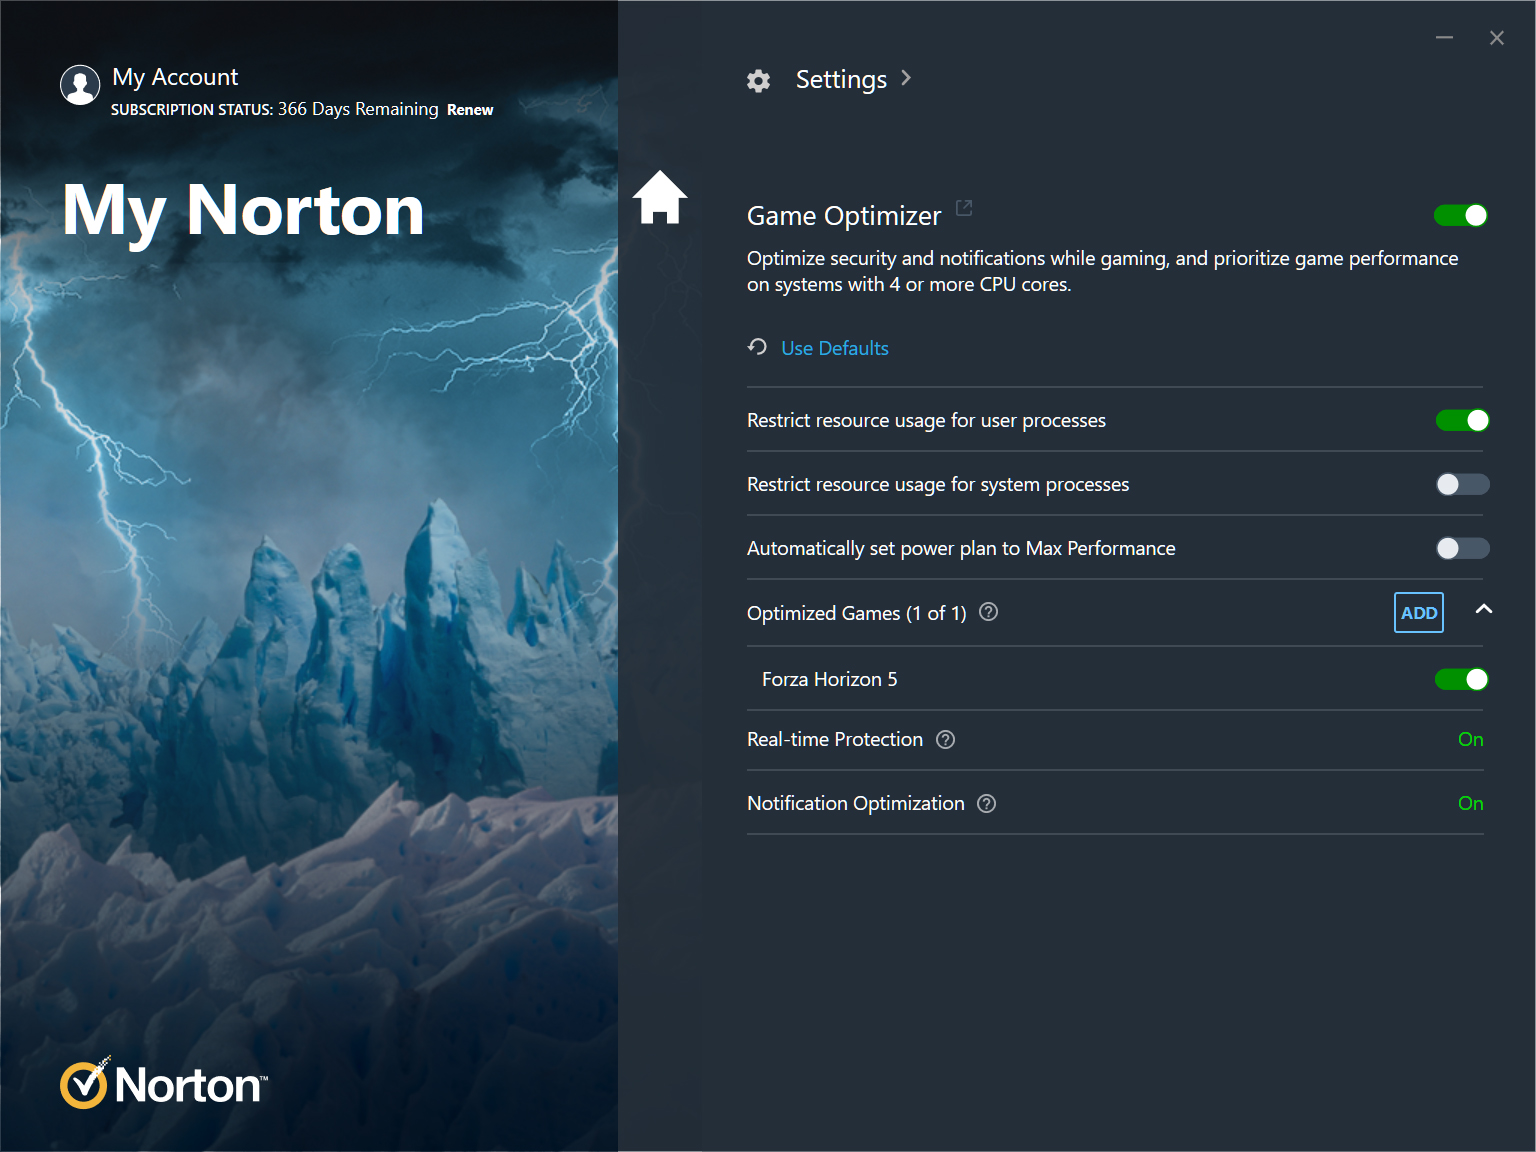 My Account
SUBSCRIPTION STATUS: 366 Days Remaining Renew
My Norton
Norton™
Settings
Game Optimizer
Optimize security and notifications while gaming, and prioritize game performance
on systems with 4 or more CPU cores.
Use Defaults
Restrict resource usage for user processes
Restrict resource usage for system processes
Automatically set power plan to Max Performance
Optimized Games (1 of 1) ? ADD
Forza Horizon 5
Real-time Protection ? On
Notification Optimization ? On